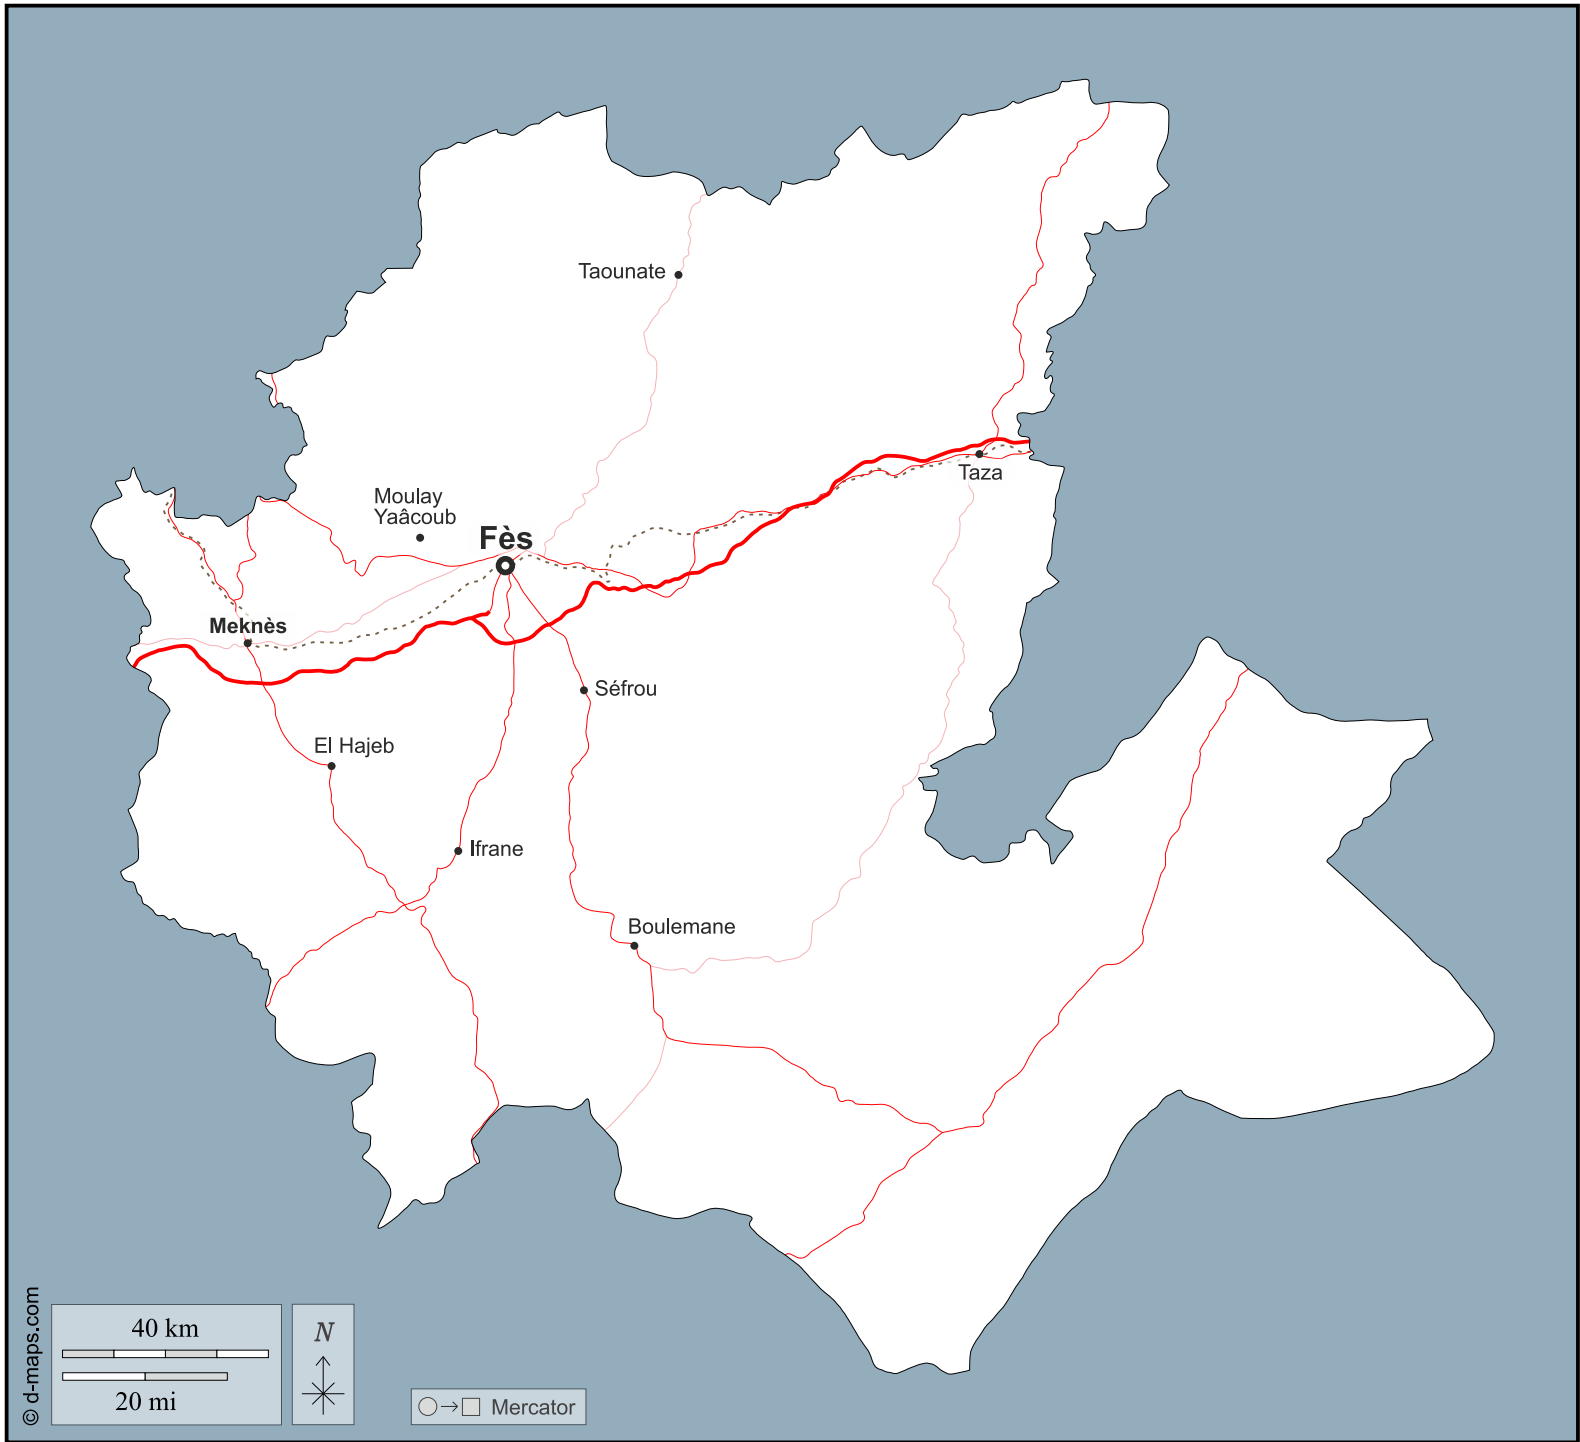 Taounate
Taza
Moulay
Yaâcoub
Fès
Meknès
Séfrou
El Hajeb
Ifrane
Boulemane
© d-maps.com
40 km
20 mi
N
Mercator